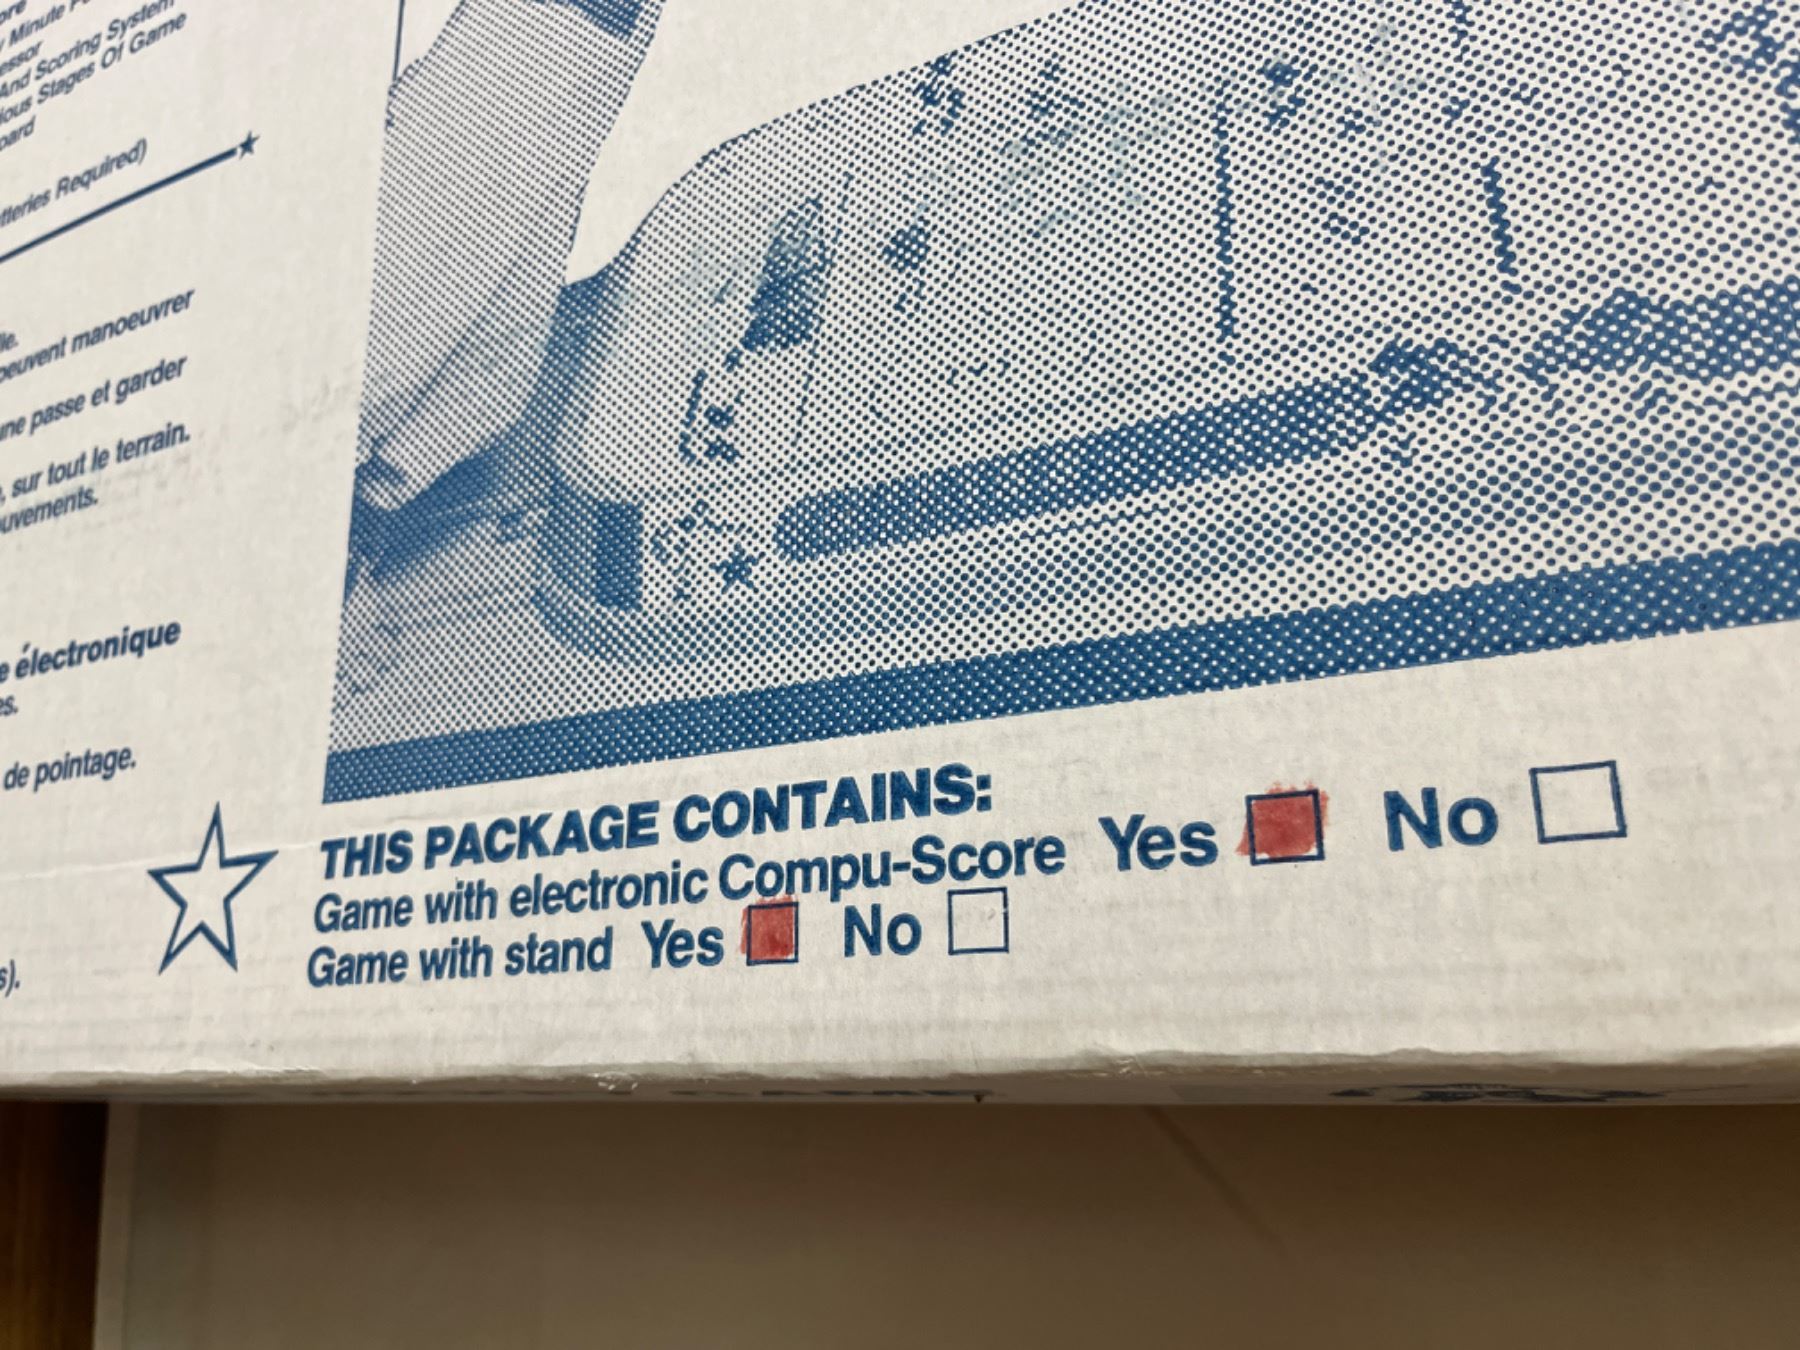 Minute
And Scoring System
Stages Of Game
Required)
peuvent manoeuvrer
une passe et garder
sur tout le terrain.
électronique
de pointage.
THIS PACKAGE CONTAINS:
Game with electronic Compu-Score Yes No
Game with stand Yes No